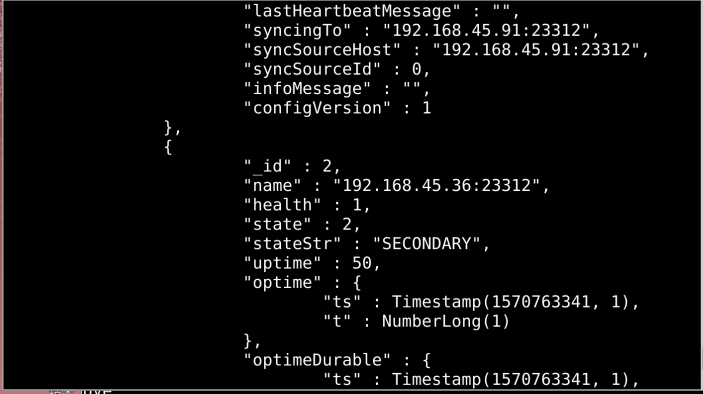 "lastHeartbeatMessage" : "",
"syncingTo" : "192.168.45.91:23312",
"syncSourceHost" : "192.168.45.91:23312",
"syncSourceId" : 0,
"infoMessage" : "",
"configVersion" : 1
},
{
"_id" : 2,
"name" : "192.168.45.36:23312",
"health" : 1,
"state" : 2,
"stateStr" : "SECONDARY",
"uptime" : 50,
"optime" : {
"ts" : Timestamp(1570763341, 1),
"t" : NumberLong(1)
},
"optimeDurable" : {
"ts" : Timestamp(1570763341, 1),